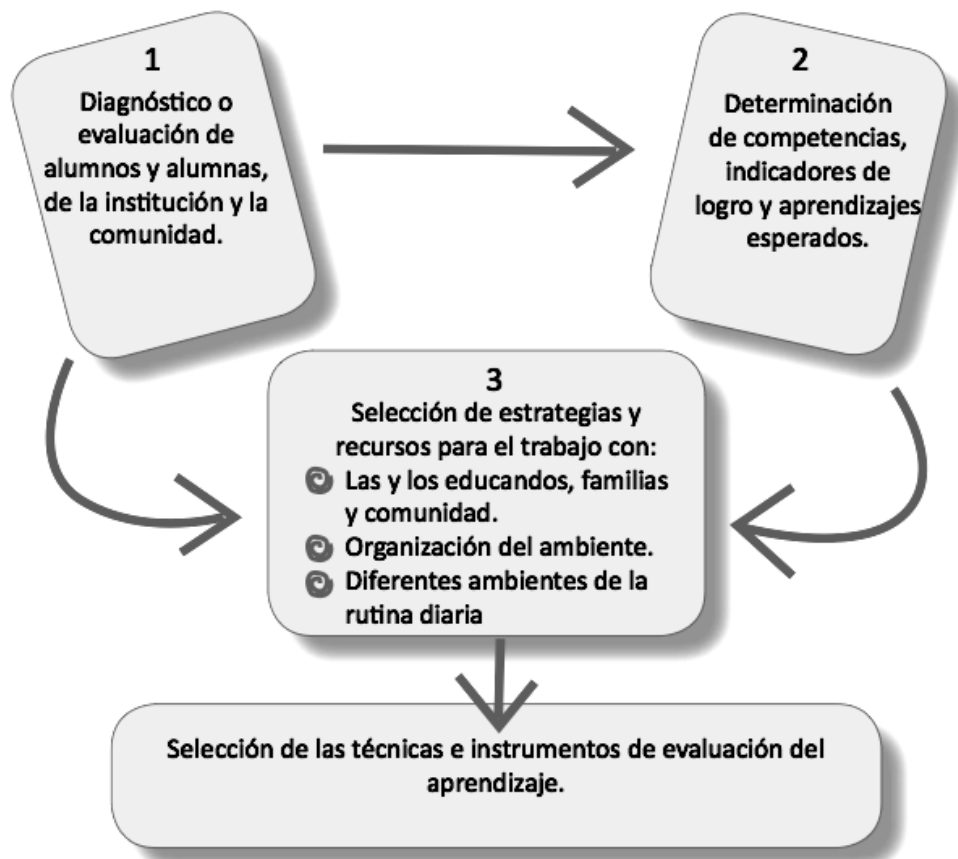 1
Diagnóstico o
evaluación de
alumnos y alumnas,
de la institución y la
comunidad.
2
Determinación
de competencias,
indicadores de
logro y aprendizajes
esperados.
3
Selección de estrategias y
recursos para el trabajo con:
Las y los educandos, familias
y comunidad.
Organización del ambiente.
Diferentes ambientes de la
rutina diaria
Selección de las técnicas e instrumentos de evaluación del
aprendizaje.